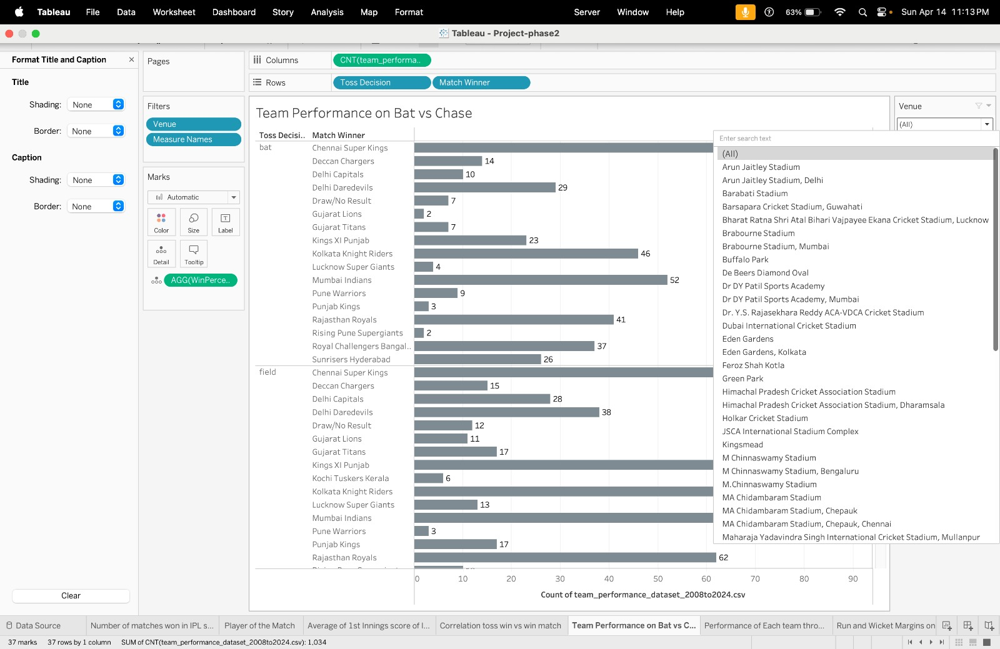 Tableau File Data Worksheet Dashboard Story Analysis Map Format Server Window Help 63% Sun Apr 14 11:13 PM
Tableau - Project-phase2
Format Title and Caption
Title
Shading: None
Border: None
Caption
Shading: None
Border: None
Clear
Pages
Filters
Venue
Measure Names
Marks
Automatic
Color Size Label
Detail Tooltip
AGG(WinPerce..
Columns CNT(team_performa..
Rows Toss Decision Match Winner
Team Performance on Bat vs Chase
Toss Decisi.. Match Winner
bat Chennai Super Kings
Deccan Chargers 14
Delhi Capitals 10
Delhi Daredevils 29
Draw/No Result 7
Gujarat Lions 2
Gujarat Titans 7
Kings XI Punjab 23
Kolkata Knight Riders 46
Lucknow Super Giants 4
Mumbai Indians 52
Pune Warriors 9
Punjab Kings 3
Rajasthan Royals 41
Rising Pune Supergiants 2
Royal Challengers Bangal.. 37
Sunrisers Hyderabad 26
field Chennai Super Kings
Deccan Chargers 15
Delhi Capitals 28
Delhi Daredevils 38
Draw/No Result 12
Gujarat Lions 11
Gujarat Titans 17
Kings XI Punjab
Kochi Tuskers Kerala 6
Kolkata Knight Riders
Lucknow Super Giants 13
Mumbai Indians
Pune Warriors 3
Punjab Kings 17
Rajasthan Royals 62
0 10 20 30 40 50 60 70 80 90
Count of team_performance_dataset_2008to2024.csv
Venue
(All)
Enter search text
(All)
Arun Jaitley Stadium
Arun Jaitley Stadium, Delhi
Barabati Stadium
Barsapara Cricket Stadium, Guwahati
Bharat Ratna Shri Atal Bihari Vajpayee Ekana Cricket Stadium, Lucknow
Brabourne Stadium
Brabourne Stadium, Mumbai
Buffalo Park
De Beers Diamond Oval
Dr DY Patil Sports Academy
Dr DY Patil Sports Academy, Mumbai
Dr. Y.S. Rajasekhara Reddy ACA-VDCA Cricket Stadium
Dubai International Cricket Stadium
Eden Gardens
Eden Gardens, Kolkata
Feroz Shah Kotla
Green Park
Himachal Pradesh Cricket Association Stadium
Himachal Pradesh Cricket Association Stadium, Dharamsala
Holkar Cricket Stadium
JSCA International Stadium Complex
Kingsmead
M Chinnaswamy Stadium
M Chinnaswamy Stadium, Bengaluru
M.Chinnaswamy Stadium
MA Chidambaram Stadium
MA Chidambaram Stadium, Chepauk
MA Chidambaram Stadium, Chepauk, Chennai
Maharaja Yadavindra Singh International Cricket Stadium, Mullanpur
Data Source Number of matches won in IPL s... Player of the Match Average of 1st Innings score of I... Correlation toss win vs win match Team Performance on Bat vs C... Performance of Each team thro... Run and Wicket Margins on
37 marks 37 rows by 1 column SUM of CNT(team_performance_dataset_2008to2024.csv): 1,034